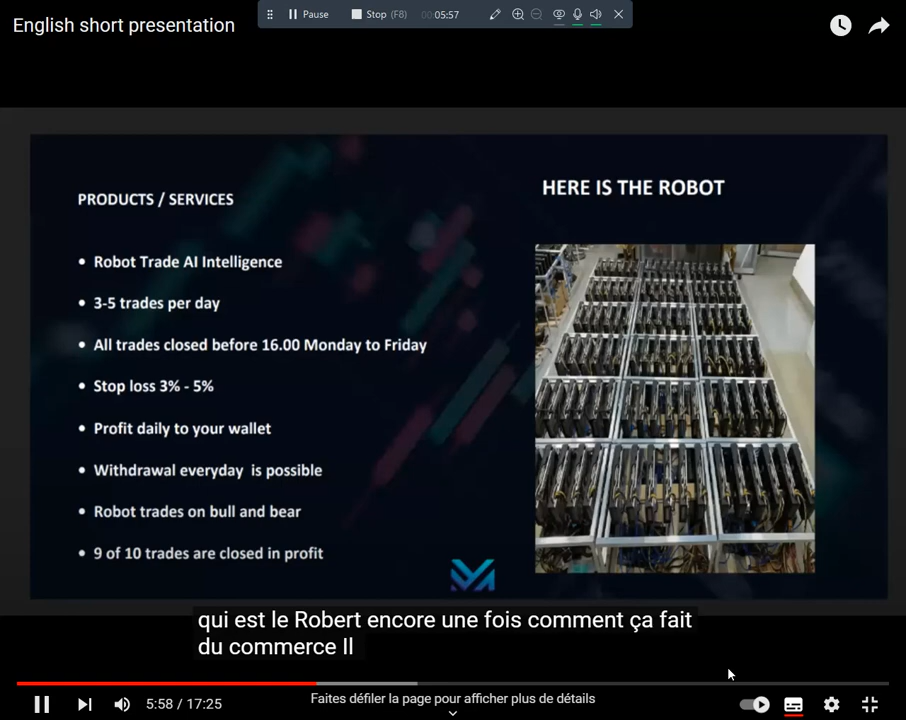 English short presentation
Pause
Stop (F8)
00:05:57
PRODUCTS / SERVICES
• Robot Trade AI Intelligence
• 3-5 trades per day
• All trades closed before 16.00 Monday to Friday
• Stop loss 3% - 5%
• Profit daily to your wallet
• Withdrawal everyday is possible
• Robot trades on bull and bear
• 9 of 10 trades are closed in profit
HERE IS THE ROBOT
qui est le Robert encore une fois comment ça fait
du commerce Il
5:58 / 17:25
Faites défiler la page pour afficher plus de détails